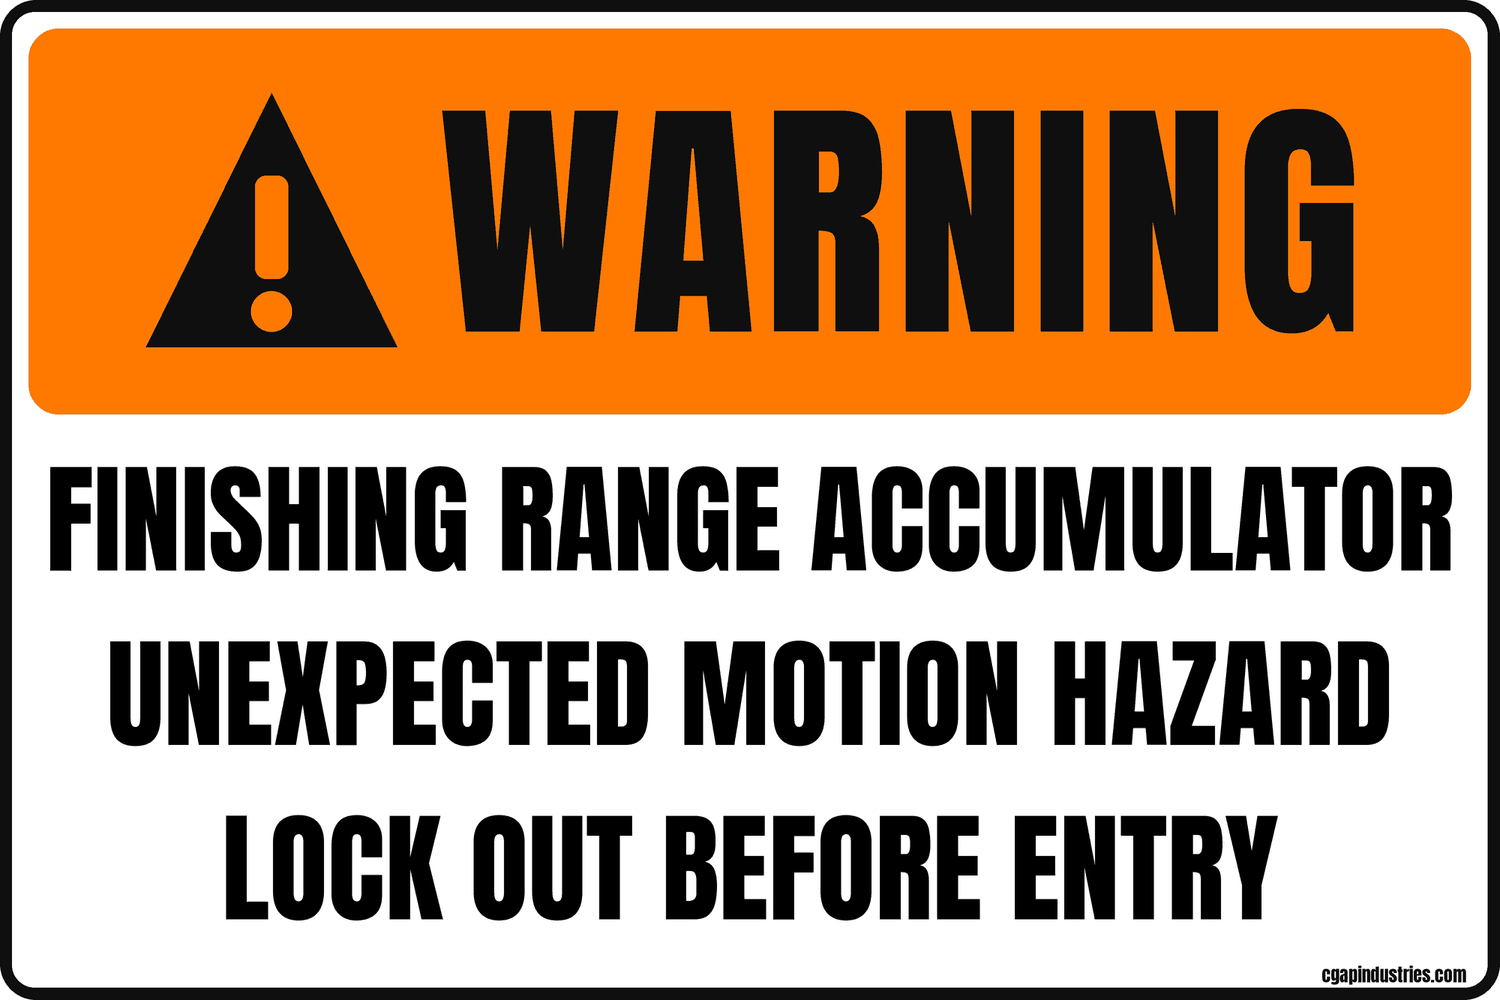 WARNING
FINISHING RANGE ACCUMULATOR
UNEXPECTED MOTION HAZARD
LOCK OUT BEFORE ENTRY
cgapindustries.com